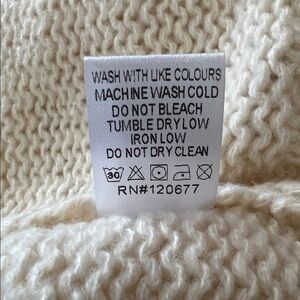 WASH WITH LIKE COLOURS
MACHINE WASH COLD
DO NOT BLEACH
TUMBLE DRY LOW
IRON LOW
DO NOT DRY CLEAN
30
RN#120677